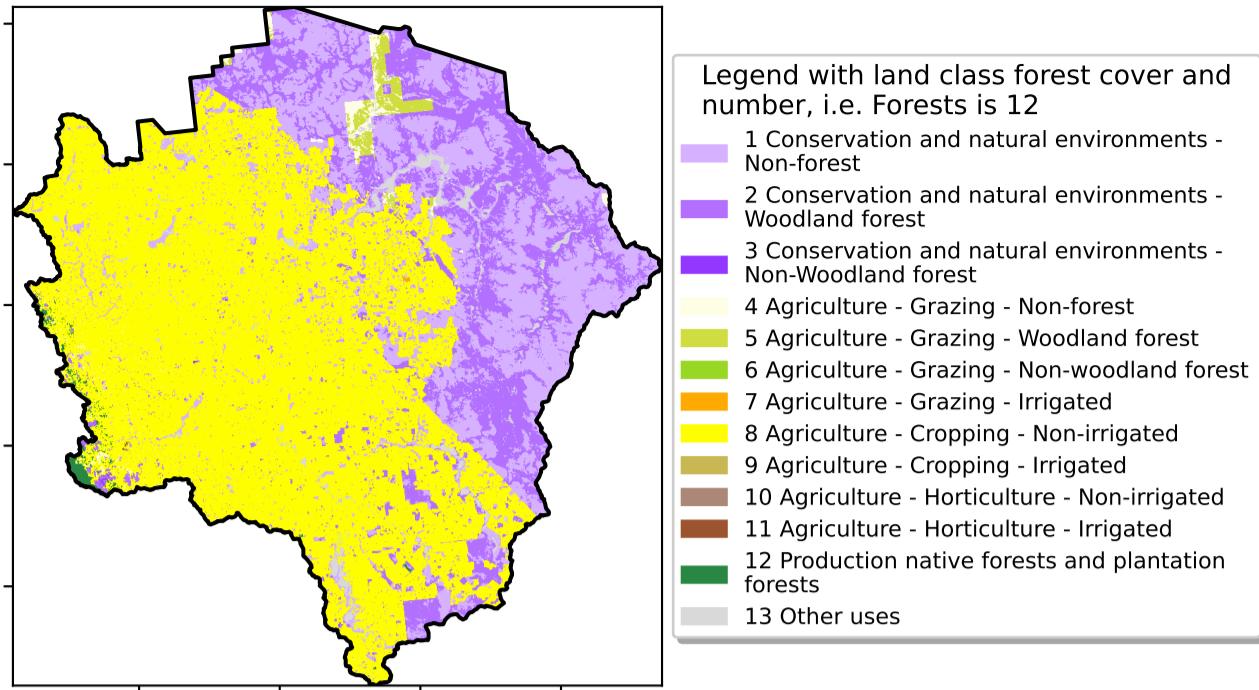 Legend with land class forest cover and
number, i.e. Forests is 12
1 Conservation and natural environments -
Non-forest
2 Conservation and natural environments -
Woodland forest
3 Conservation and natural environments -
Non-Woodland forest
4 Agriculture - Grazing - Non-forest
5 Agriculture - Grazing - Woodland forest
6 Agriculture - Grazing - Non-woodland forest
7 Agriculture - Grazing - Irrigated
8 Agriculture - Cropping - Non-irrigated
9 Agriculture - Cropping - Irrigated
10 Agriculture - Horticulture - Non-irrigated
11 Agriculture - Horticulture - Irrigated
12 Production native forests and plantation
forests
13 Other uses